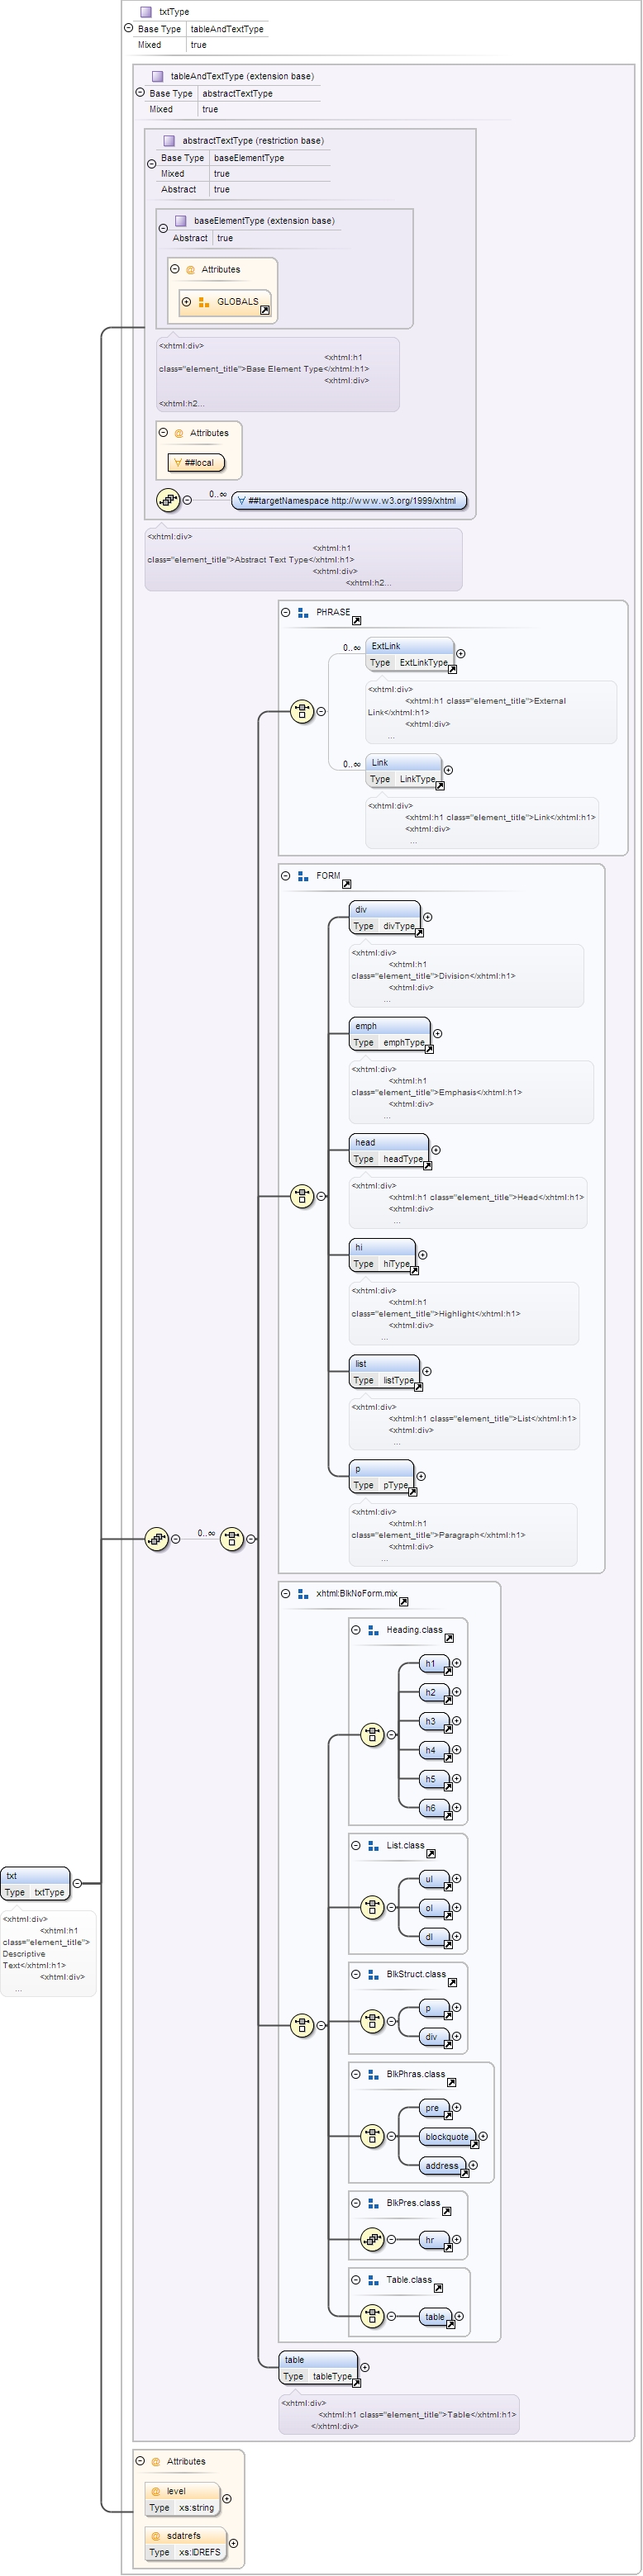 txtType
Base Type tableAndTextType
Mixed true
tableAndTextType (extension base)
Base Type abstractTextType
Mixed true
abstractTextType (restriction base)
Base Type baseElementType
Mixed true
Abstract true
baseElementType (extension base)
Abstract true
@ Attributes
GLOBALS
<xhtml:div>
<xhtml:h1
class="element_title">Base Element Type</xhtml:h1>
<xhtml:div>
<xhtml:h2...
@ Attributes
##local
0..∞ ##targetNamespace http://www.w3.org/1999/xhtml
<xhtml:div>
<xhtml:h1
class="element_title">Abstract Text Type</xhtml:h1>
<xhtml:div>
<xhtml:h2...
PHRASE
0..∞ ExtLink
Type ExtLinkType
<xhtml:div>
<xhtml:h1 class="element_title">External
Link</xhtml:h1>
<xhtml:div>
...
0..∞ Link
Type LinkType
<xhtml:div>
<xhtml:h1 class="element_title">Link</xhtml:h1>
<xhtml:div>
...
FORM
div
Type divType
<xhtml:div>
<xhtml:h1
class="element_title">Division</xhtml:h1>
<xhtml:div>
...
emph
Type emphType
<xhtml:div>
<xhtml:h1
class="element_title">Emphasis</xhtml:h1>
<xhtml:div>
...
head
Type headType
<xhtml:div>
<xhtml:h1 class="element_title">Head</xhtml:h1>
<xhtml:div>
...
hi
Type hiType
<xhtml:div>
<xhtml:h1
class="element_title">Highlight</xhtml:h1>
<xhtml:div>
...
list
Type listType
<xhtml:div>
<xhtml:h1 class="element_title">List</xhtml:h1>
<xhtml:div>
...
p
Type pType
<xhtml:div>
<xhtml:h1
class="element_title">Paragraph</xhtml:h1>
<xhtml:div>
...
0..∞
xhtml:BlkNoForm.mix
Heading.class
h1
h2
h3
h4
h5
h6
List.class
ul
ol
dl
txt
Type txtType
<xhtml:div>
<xhtml:h1
class="element_title">
Descriptive
Text</xhtml:h1>
<xhtml:div>
...
BlkStruct.class
p
div
BlkPhras.class
pre
blockquote
address
BlkPres.class
hr
Table.class
table
table
Type tableType
<xhtml:div>
<xhtml:h1 class="element_title">Table</xhtml:h1>
</xhtml:div>
@ Attributes
@ level
Type xs:string
@ sdatrefs
Type xs:IDREFS